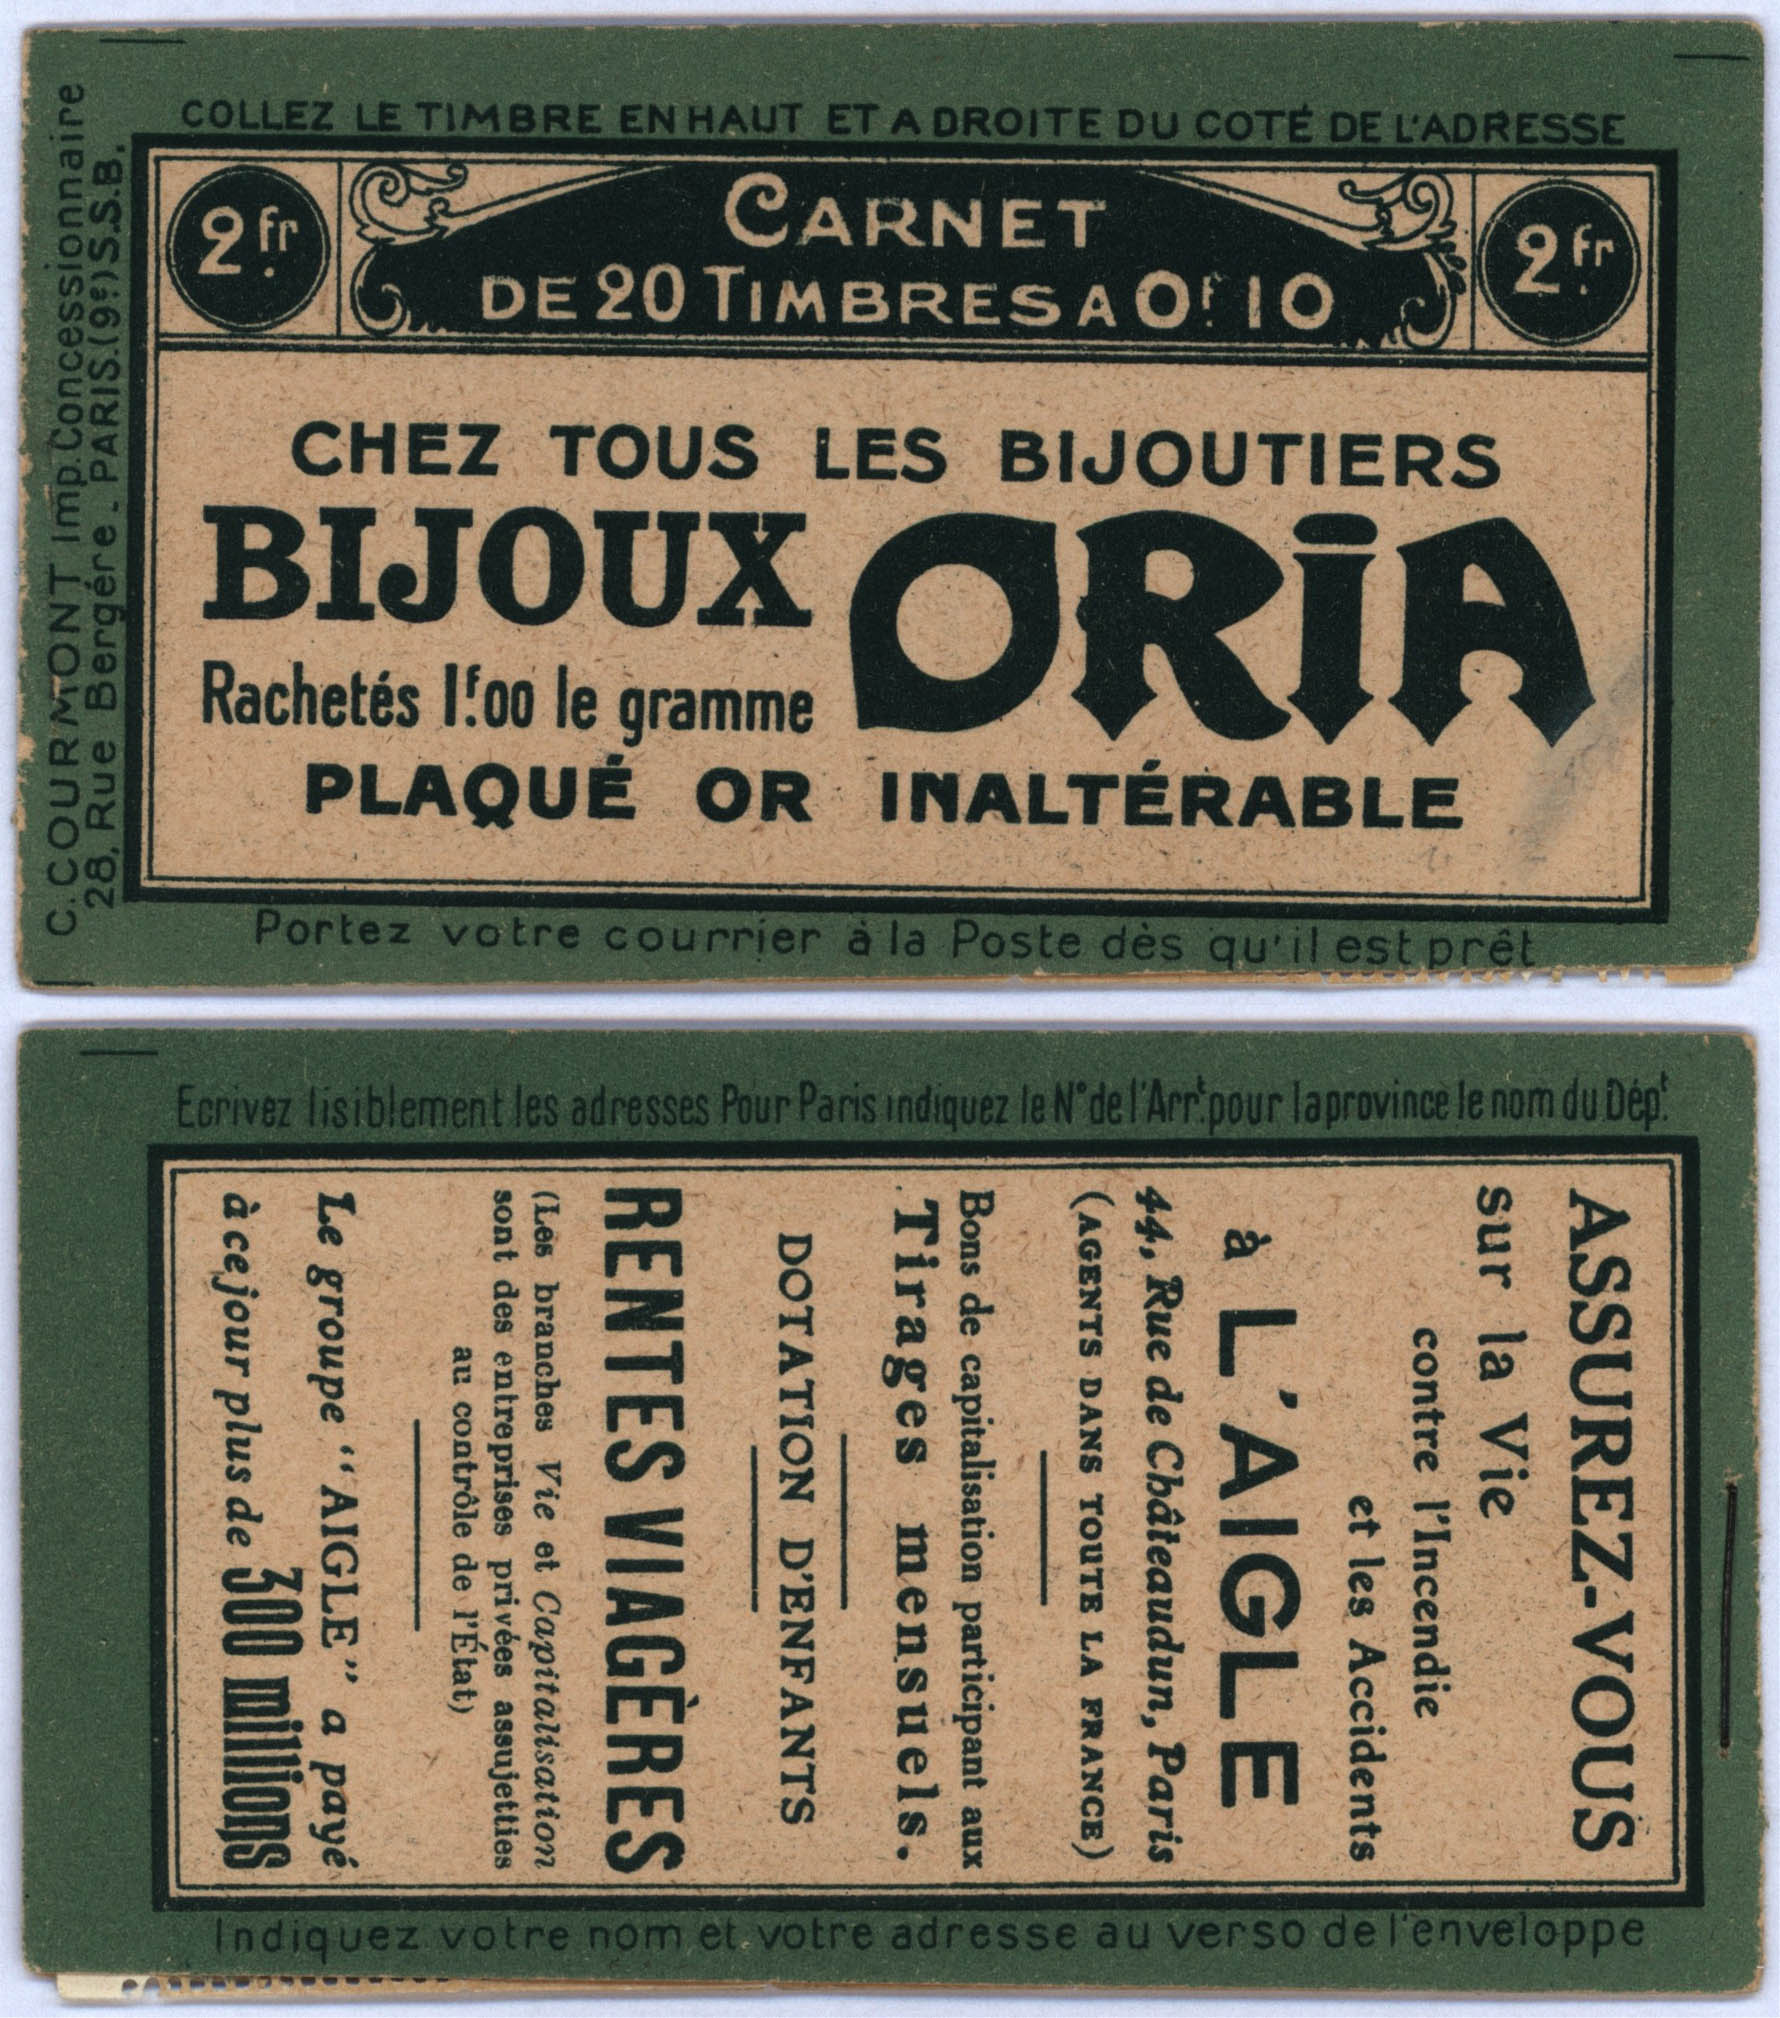 COLLEZ LE TIMBRE EN HAUT ET A DROITE DU COTÉ DE L'ADRESSE
C. COURMONT Imp. Concessionnaire
28, Rue Bergére - PARIS. (9e) S.S.B.
2fr
CARNET
DE 20 TIMBRES A 0f.10
2fr
CHEZ TOUS LES BIJOUTIERS
BIJOUX ORIA
Rachetés 1f.00 le gramme
PLAQUÉ OR INALTÉRABLE
Portez votre courrier à la Poste dès qu'il est prêt
Ecrivez lisiblement les adresses Pour Paris indiquez le N° de l'Arrt. pour la province le nom du Dépt.
ASSUREZ-VOUS
sur la Vie
contre l'Incendie
et les Accidents
à L'AIGLE
44, Rue de Châteaudun, Paris
(AGENTS DANS TOUTE LA FRANCE)
Bons de capitalisation participant aux
Tirages mensuels.
DOTATION D'ENFANTS
RENTES VIAGÈRES
(Les branches Vie et Capitalisation
sont des entreprises privées assujetties
au contrôle de l'État)
Le groupe "AIGLE" a payé
à ce jour plus de 300 millions
Indiquez votre nom et votre adresse au verso de l'enveloppe